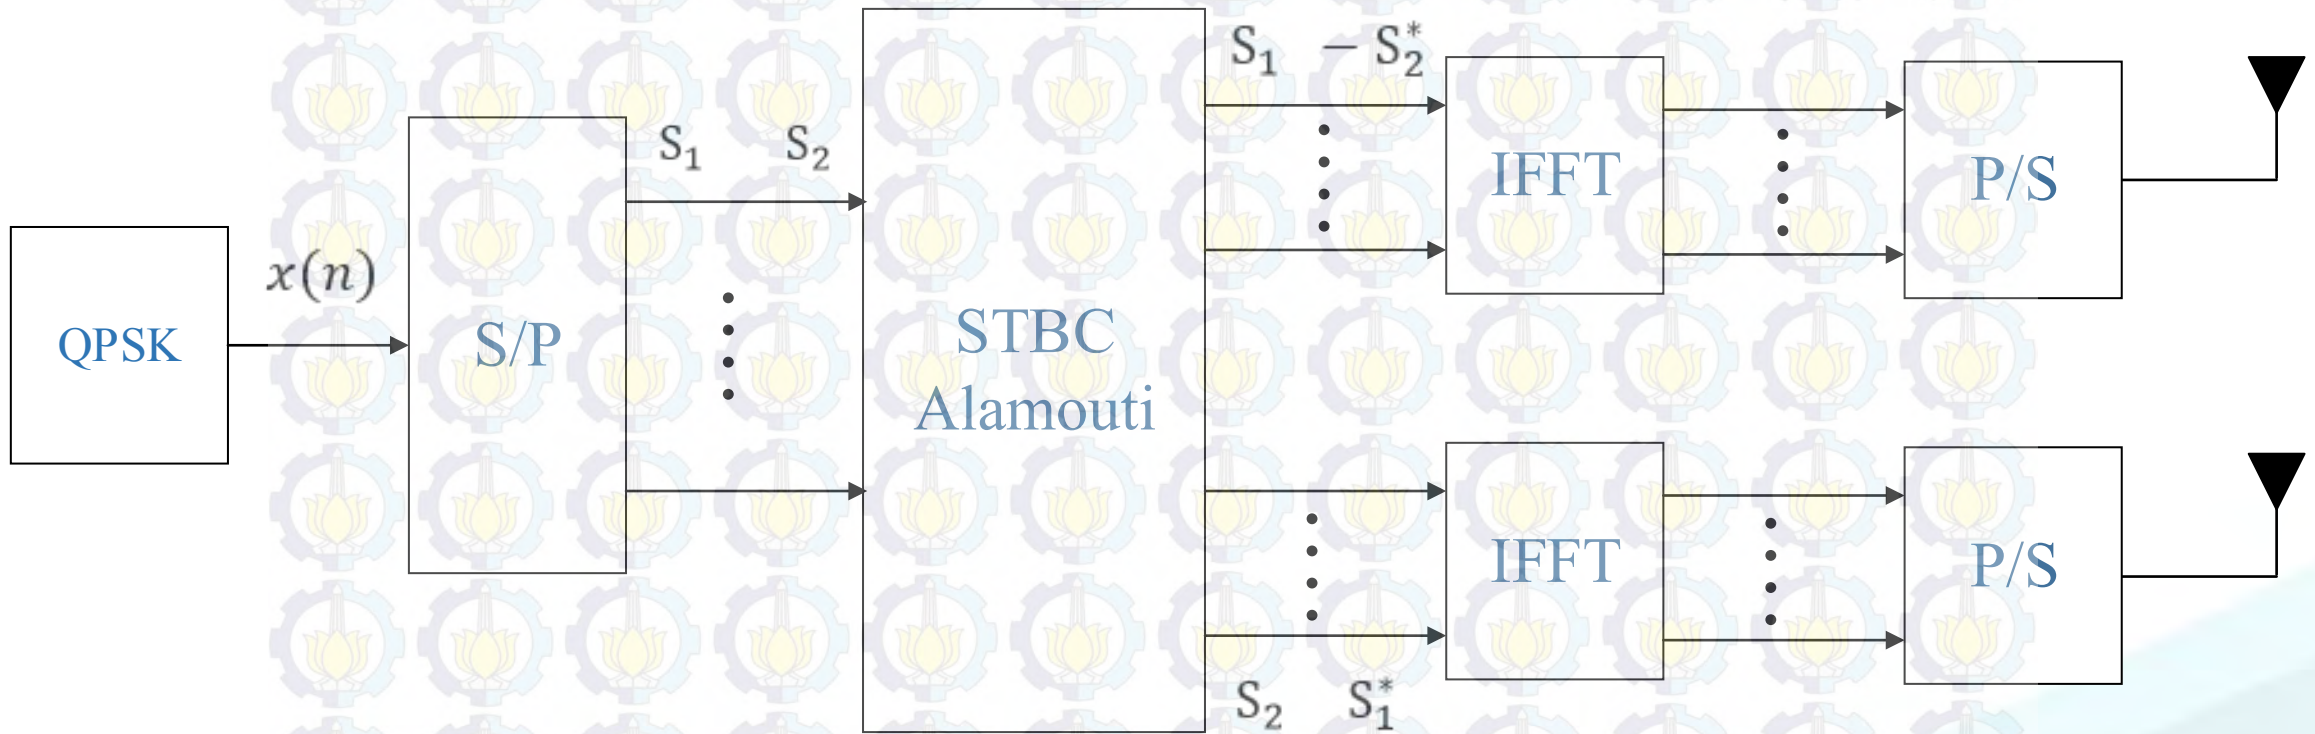 QPSK
x(n)
S/P
S₁ S₂
STBC
Alamouti
S₁ − S₂*
IFFT
P/S
S₂ S₁*
IFFT
P/S